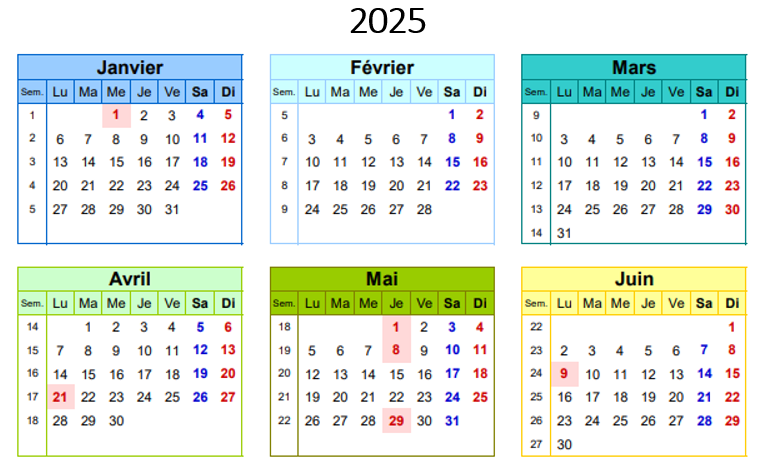 2025
Janvier
Sem. Lu Ma Me Je Ve Sa Di
1 1 2 3 4 5
2 6 7 8 9 10 11 12
3 13 14 15 16 17 18 19
4 20 21 22 23 24 25 26
5 27 28 29 30 31
Février
Sem. Lu Ma Me Je Ve Sa Di
5 1 2
6 3 4 5 6 7 8 9
7 10 11 12 13 14 15 16
8 17 18 19 20 21 22 23
9 24 25 26 27 28
Mars
Sem. Lu Ma Me Je Ve Sa Di
9 1 2
10 3 4 5 6 7 8 9
11 10 11 12 13 14 15 16
12 17 18 19 20 21 22 23
13 24 25 26 27 28 29 30
14 31
Avril
Sem. Lu Ma Me Je Ve Sa Di
14 1 2 3 4 5 6
15 7 8 9 10 11 12 13
16 14 15 16 17 18 19 20
17 21 22 23 24 25 26 27
18 28 29 30
Mai
Sem. Lu Ma Me Je Ve Sa Di
18 1 2 3 4
19 5 6 7 8 9 10 11
20 12 13 14 15 16 17 18
21 19 20 21 22 23 24 25
22 26 27 28 29 30 31
Juin
Sem. Lu Ma Me Je Ve Sa Di
22 1
23 2 3 4 5 6 7 8
24 9 10 11 12 13 14 15
25 16 17 18 19 20 21 22
26 23 24 25 26 27 28 29
27 30